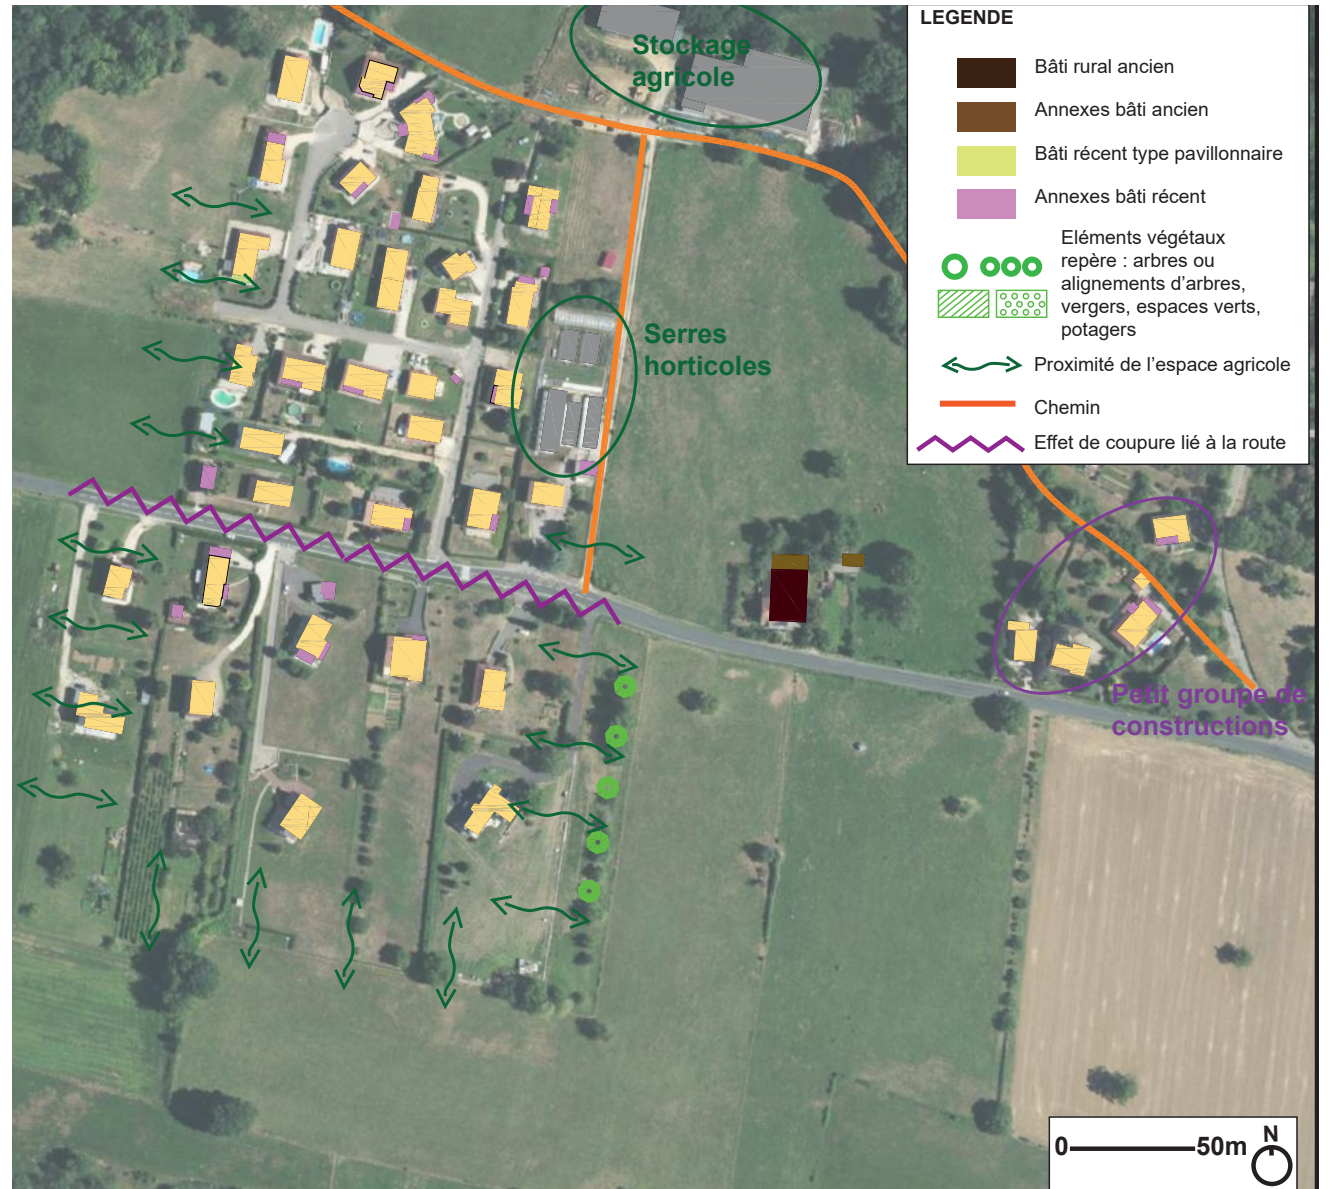 Stockage
agricole
Serres
horticoles
Petit groupe de
constructions
LEGENDE
Bâti rural ancien
Annexes bâti ancien
Bâti récent type pavillonnaire
Annexes bâti récent
Eléments végétaux
repère : arbres ou
alignements d'arbres,
vergers, espaces verts,
potagers
Proximité de l'espace agricole
Chemin
Effet de coupure lié à la route
0 50m N